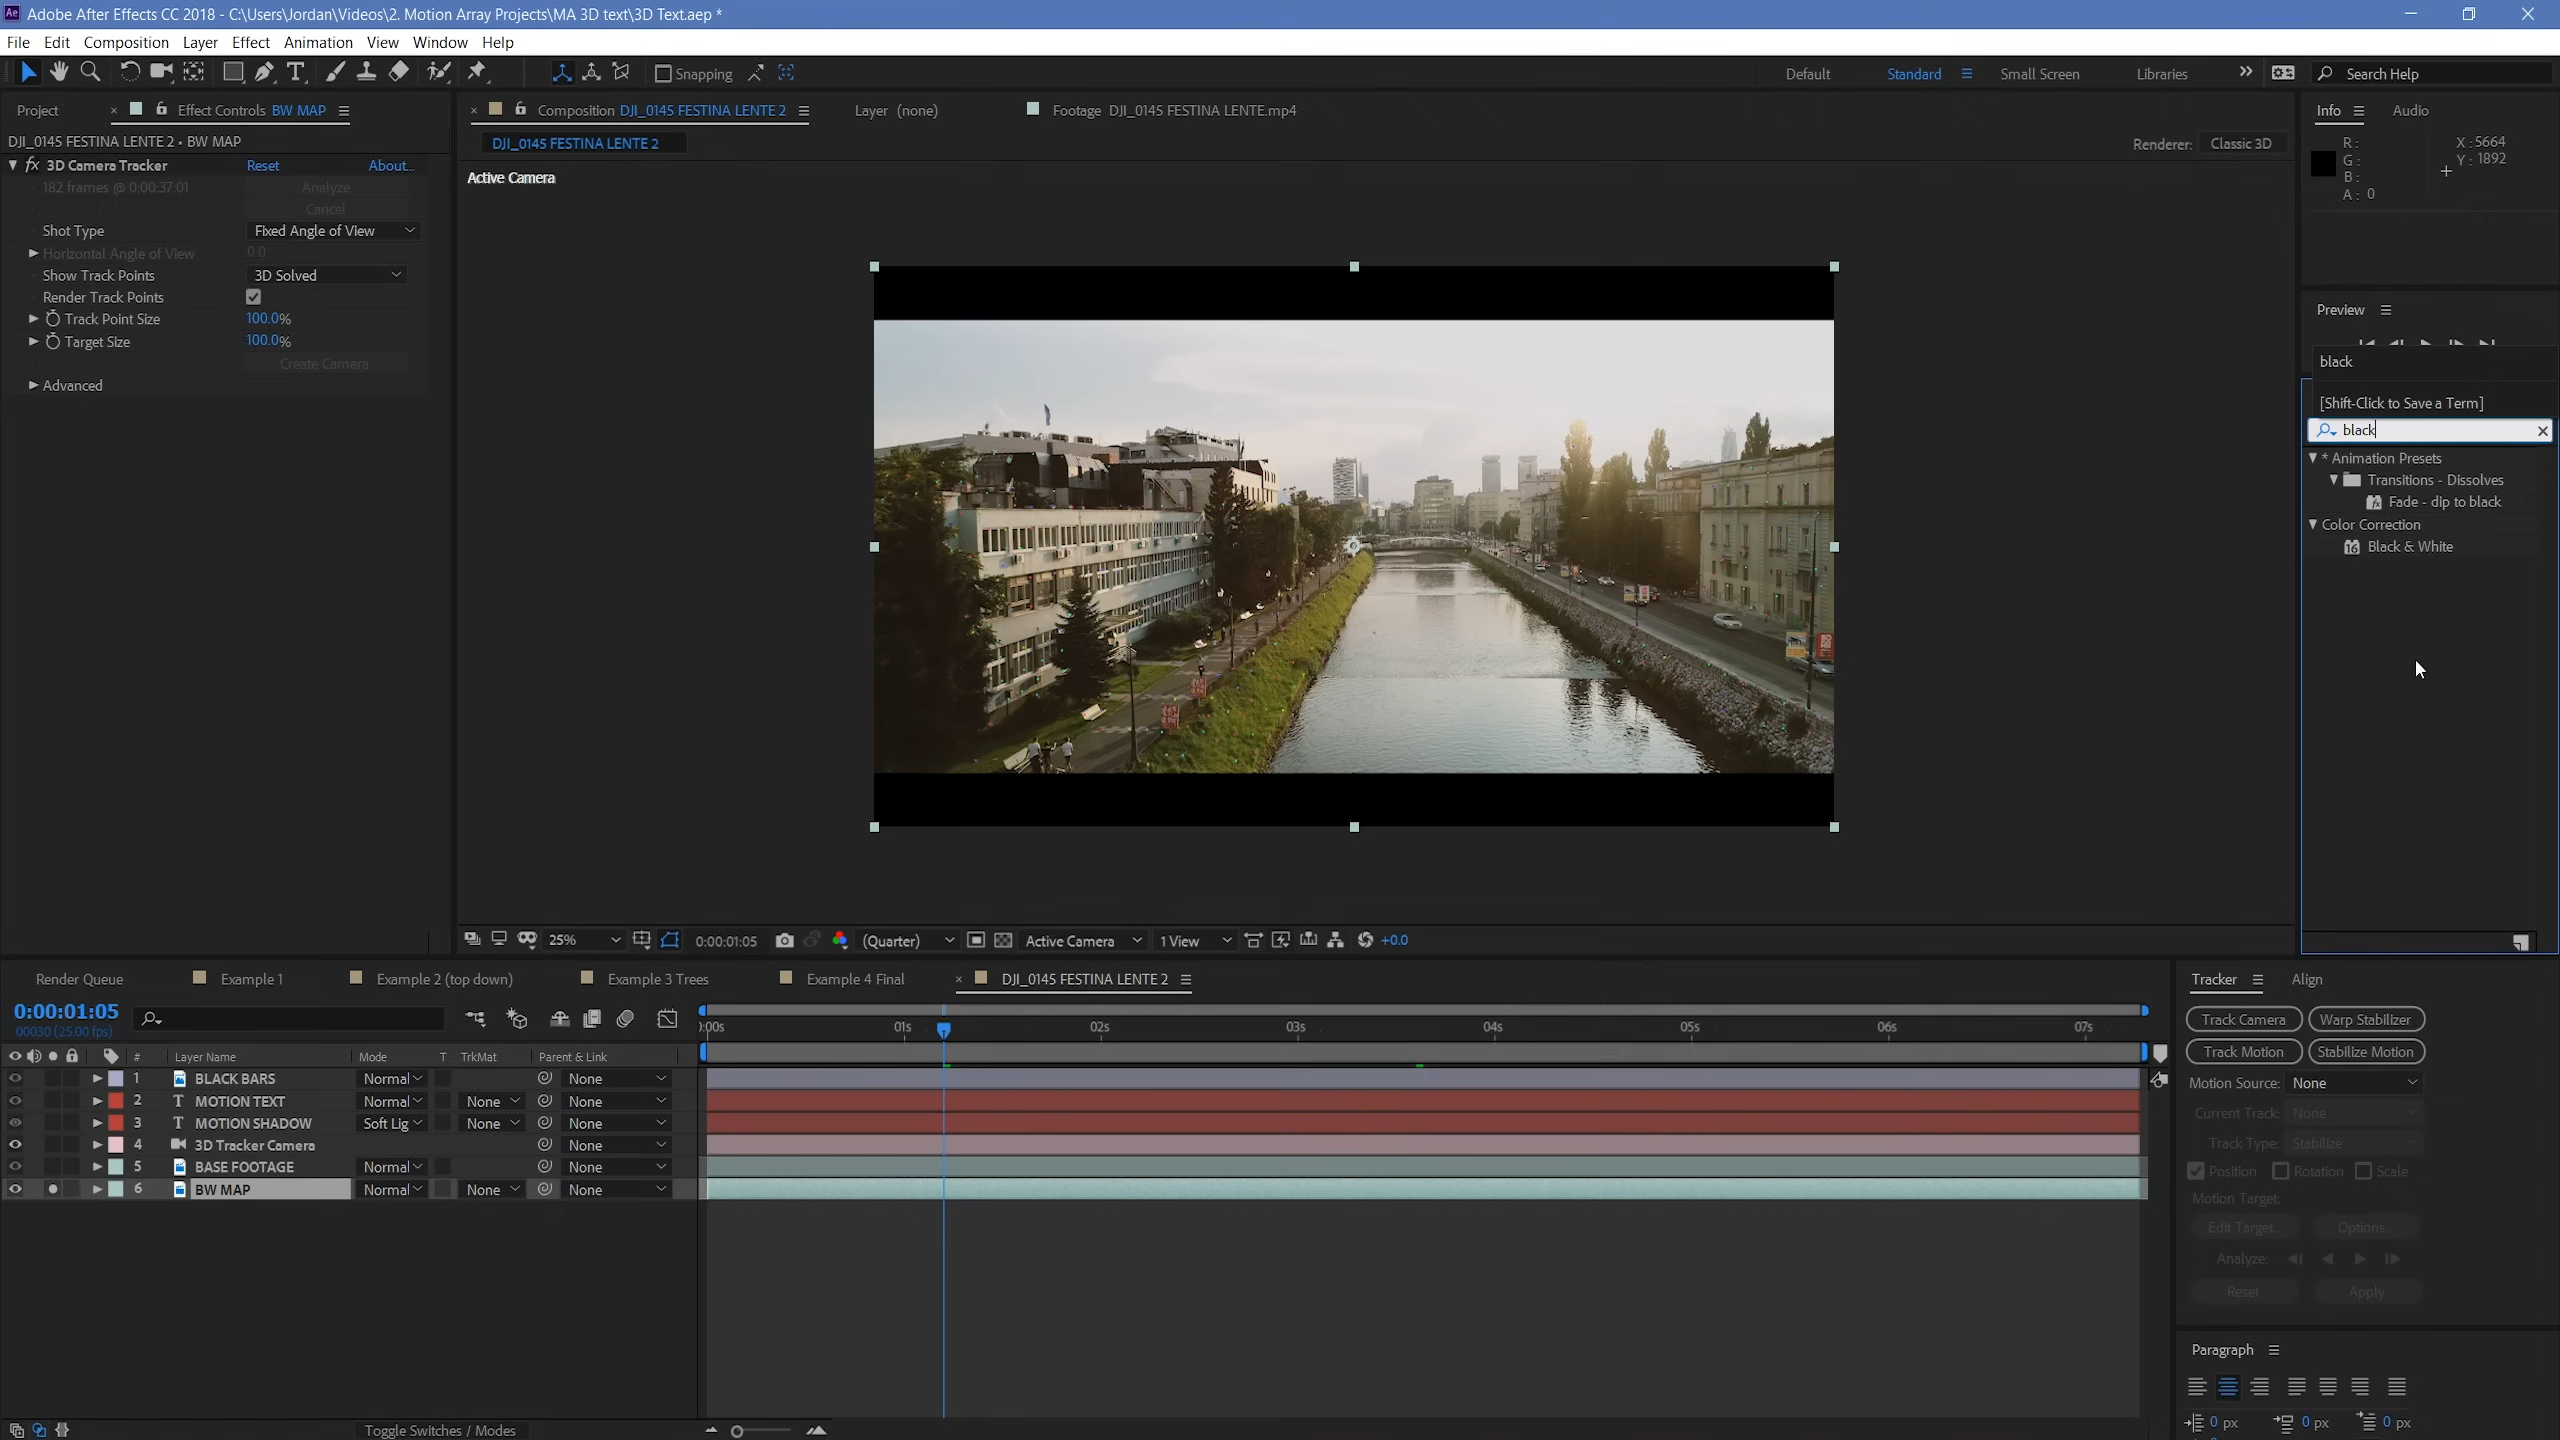 Adobe After Effects CC 2018 - C:\Users\Jordan\Videos\2. Motion Array Projects\MA 3D text\3D Text.aep *
File Edit Composition Layer Effect Animation View Window Help
Snapping Default Standard Small Screen Libraries Search Help
Project Effect Controls BW MAP
Composition DJI_0145 FESTINA LENTE 2 Layer (none) Footage DJI_0145 FESTINA LENTE.mp4
Info Audio
DJI_0145 FESTINA LENTE 2 • BW MAP
DJI_0145 FESTINA LENTE 2
Renderer: Classic 3D
R: X : 5664
G: Y : 1892
B:
A: 0
fx 3D Camera Tracker Reset About...
182 frames @ 0:00:37:01 Analyze
Cancel
Shot Type Fixed Angle of View
Horizontal Angle of View 0.0
Show Track Points 3D Solved
Render Track Points
Track Point Size 100.0%
Target Size 100.0%
Create Camera
Advanced
Active Camera
Preview
black
[Shift-Click to Save a Term]
black
* Animation Presets
Transitions - Dissolves
Fade - dip to black
Color Correction
16 Black & White
25% 0:00:01:05 (Quarter) Active Camera 1 View +0.0
Render Queue Example 1 Example 2 (top down) Example 3 Trees Example 4 Final DJI_0145 FESTINA LENTE 2
0:00:01:05
00030 (25.00 fps)
):00s 01s 02s 03s 04s 05s 06s 07s
# Layer Name Mode T TrkMat Parent & Link
1 BLACK BARS Normal None
2 T MOTION TEXT Normal None None
3 T MOTION SHADOW Soft Lig None None
4 3D Tracker Camera None
5 BASE FOOTAGE Normal None
6 BW MAP Normal None None
Toggle Switches / Modes
Tracker Align
Track Camera Warp Stabilizer
Track Motion Stabilize Motion
Motion Source: None
Current Track: None
Track Type: Stabilize
Position Rotation Scale
Motion Target:
Edit Target... Options...
Analyze:
Reset Apply
Paragraph
0 px 0 px 0 px